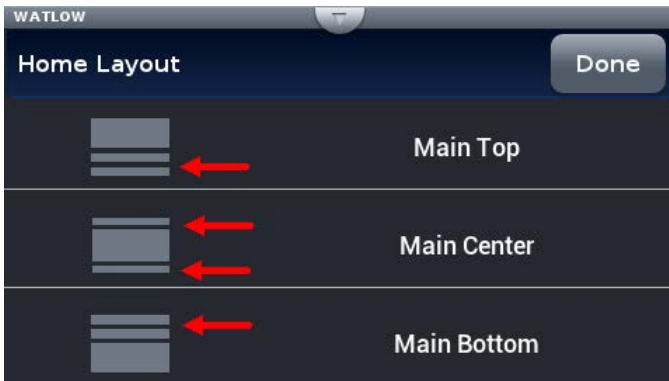 WATLOW
Home Layout
Done
Main Top
Main Center
Main Bottom